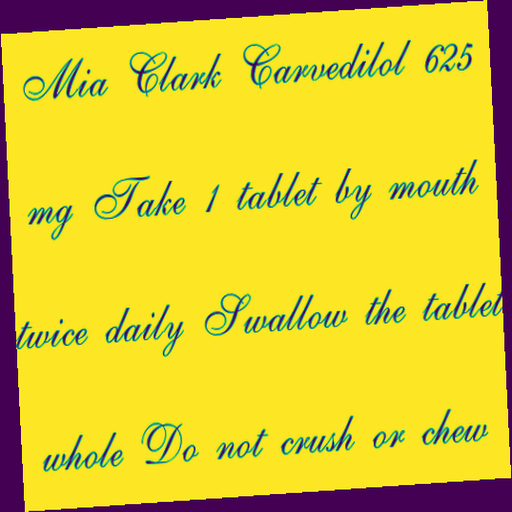 Mia Clark Carvedilol 625
mg Take 1 tablet by mouth
twice daily Swallow the tablet
whole Do not crush or chew